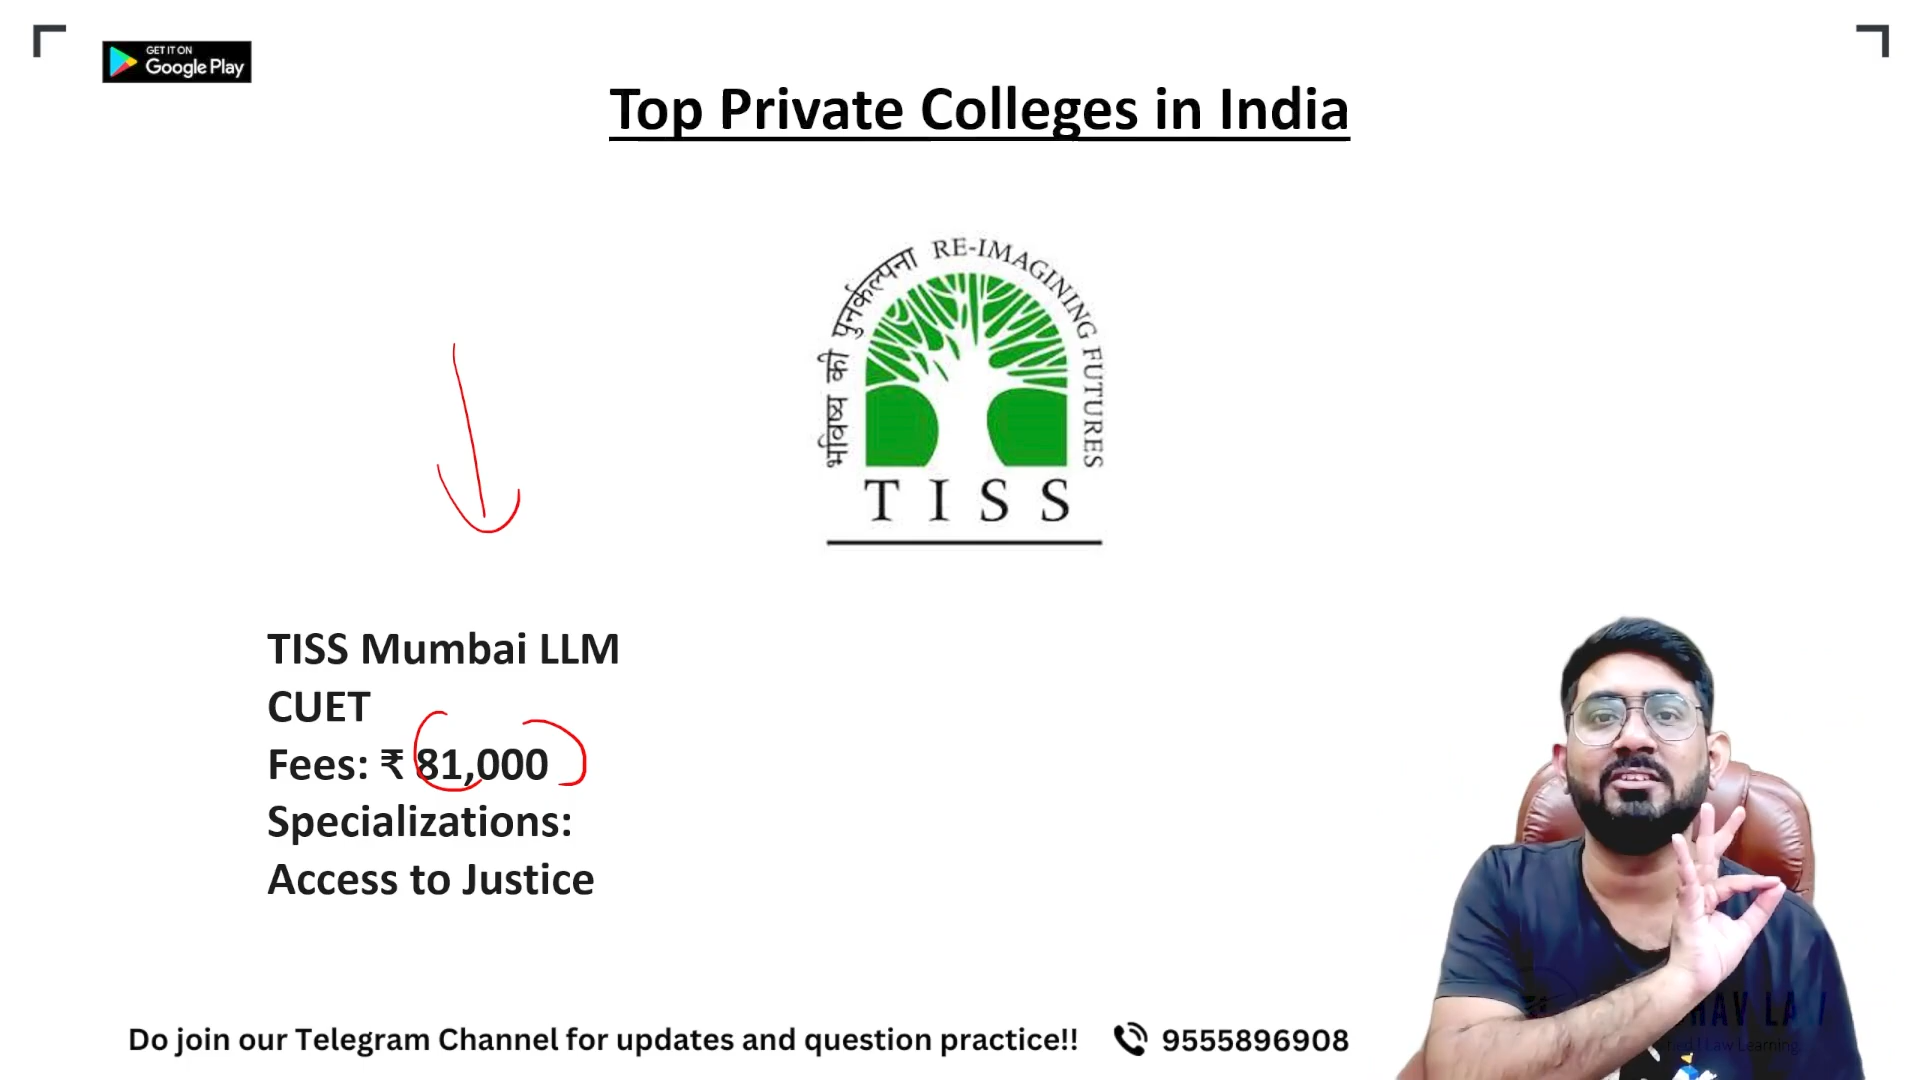 GET IT ON
Google Play
Top Private Colleges in India
भविष्य की पुनर्कल्पना RE-IMAGINING FUTURES
TISS
TISS Mumbai LLM
CUET
Fees: ₹ 81,000
Specializations:
Access to Justice
Do join our Telegram Channel for updates and question practice!! 9555896908
Law Learning